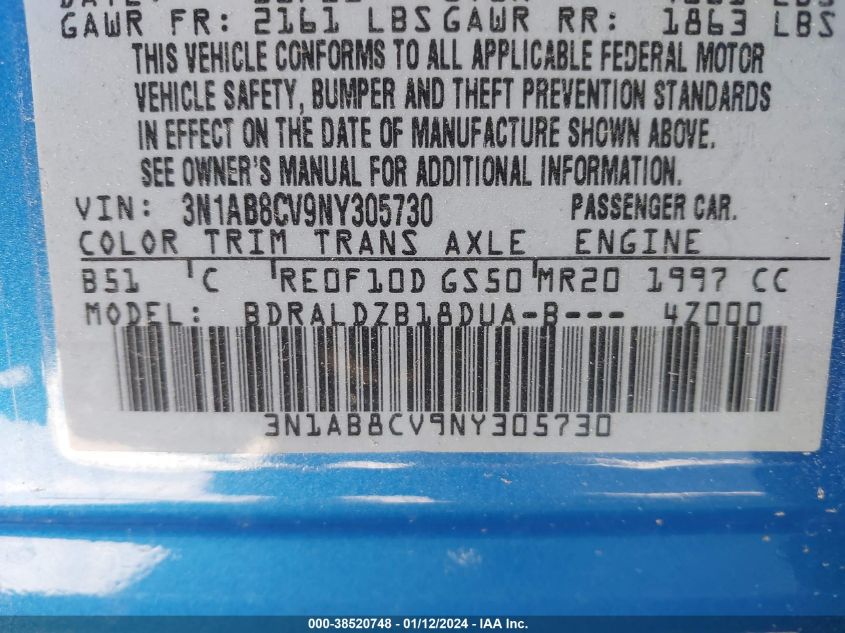 GAWR FR: 2161 LBS GAWR RR: 1863 LBS
THIS VEHICLE CONFORMS TO ALL APPLICABLE FEDERAL MOTOR
VEHICLE SAFETY, BUMPER AND THEFT PREVENTION STANDARDS
IN EFFECT ON THE DATE OF MANUFACTURE SHOWN ABOVE.
SEE OWNER'S MANUAL FOR ADDITIONAL INFORMATION.
VIN: 3N1AB8CV9NY305730 PASSENGER CAR.
COLOR TRIM TRANS AXLE ENGINE
B51 C RE0F10D GS50 MR20 1997 CC
MODEL: BDRALDZB18DUA-B--- 4Z000
3N1AB8CV9NY305730
000-38520748 - 01/12/2024 - IAA Inc.